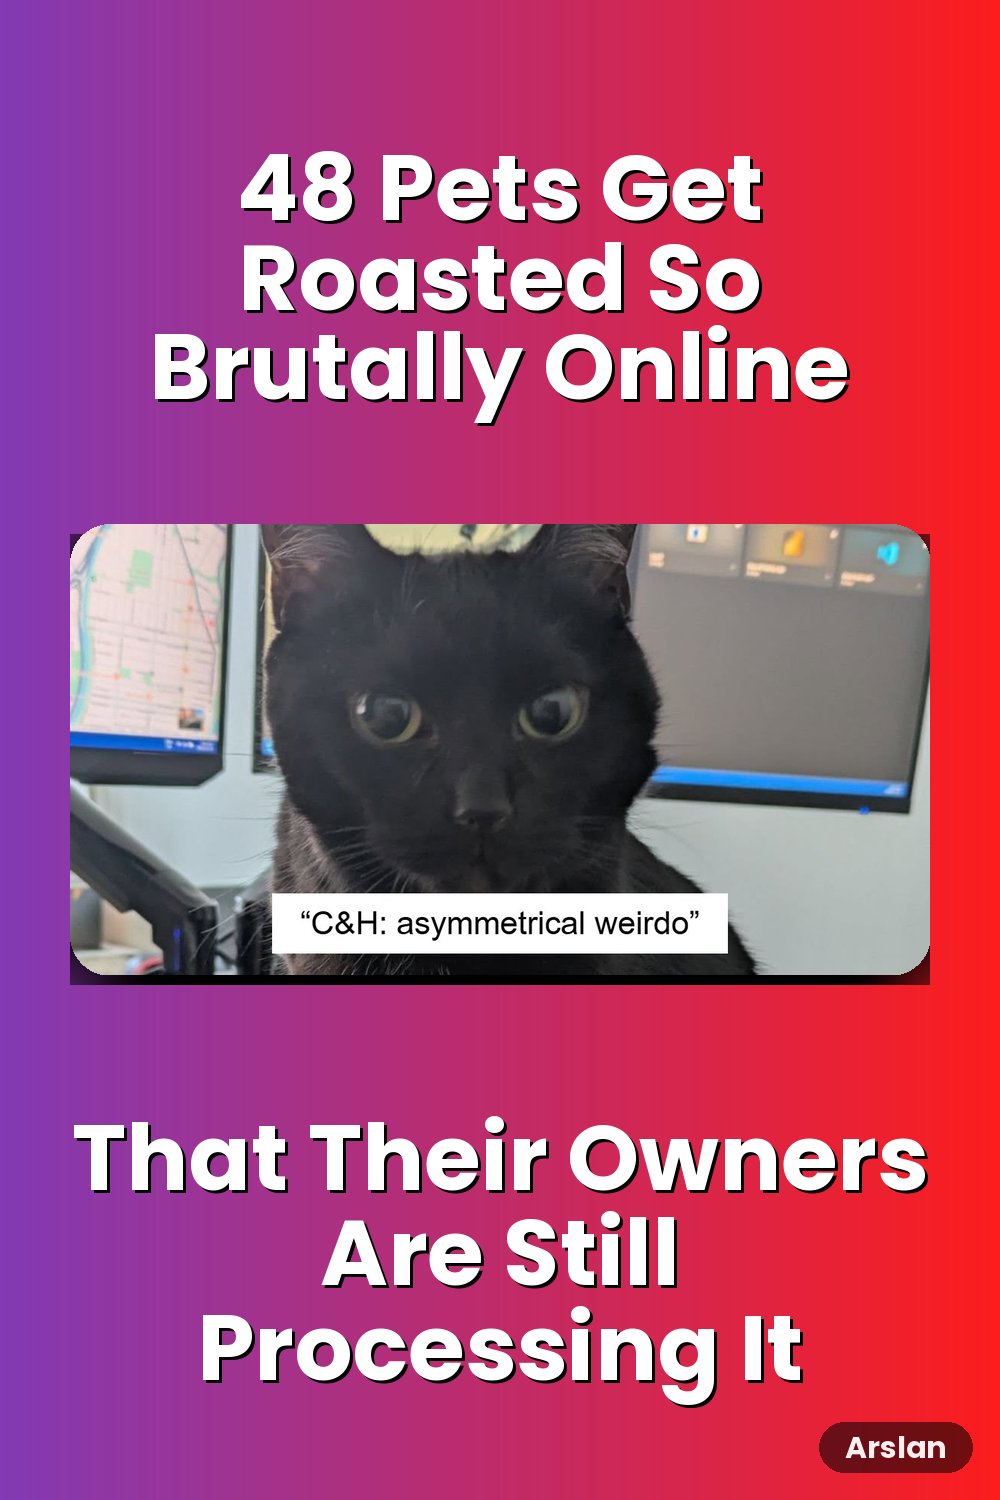 48 Pets Get
Roasted So
Brutally Online
“C&H: asymmetrical weirdo”
That Their Owners
Are Still
Processing It
Arslan